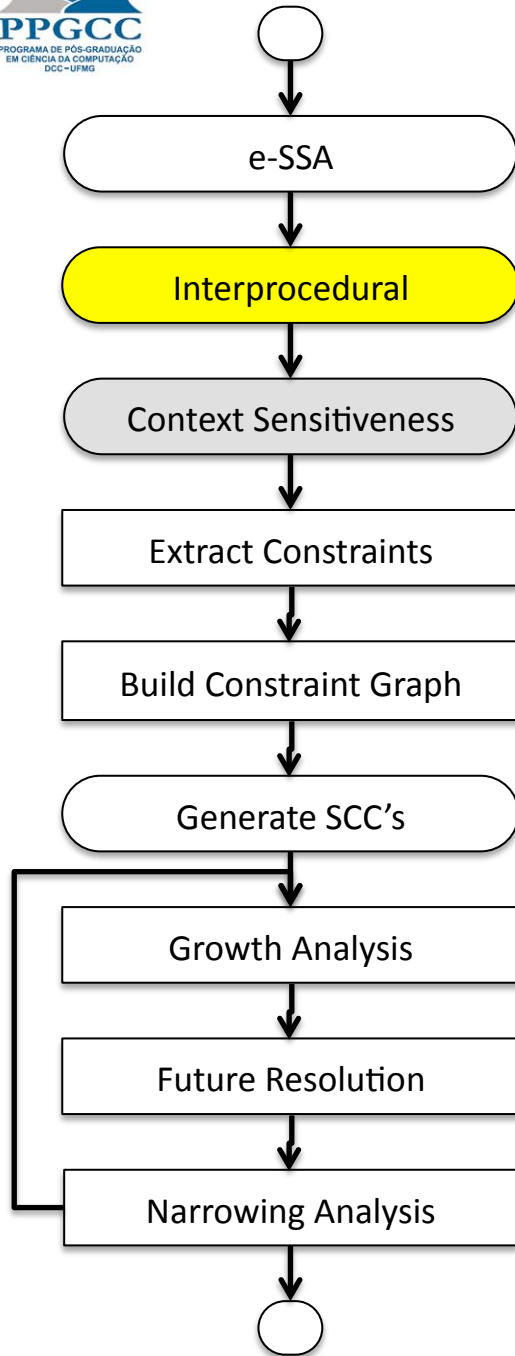 PPGCC
PROGRAMA DE PÓS-GRADUAÇÃO
EM CIÊNCIA DA COMPUTAÇÃO
DCC-UFMG
e-SSA
Interprocedural
Context Sensitiveness
Extract Constraints
Build Constraint Graph
Generate SCC’s
Growth Analysis
Future Resolution
Narrowing Analysis